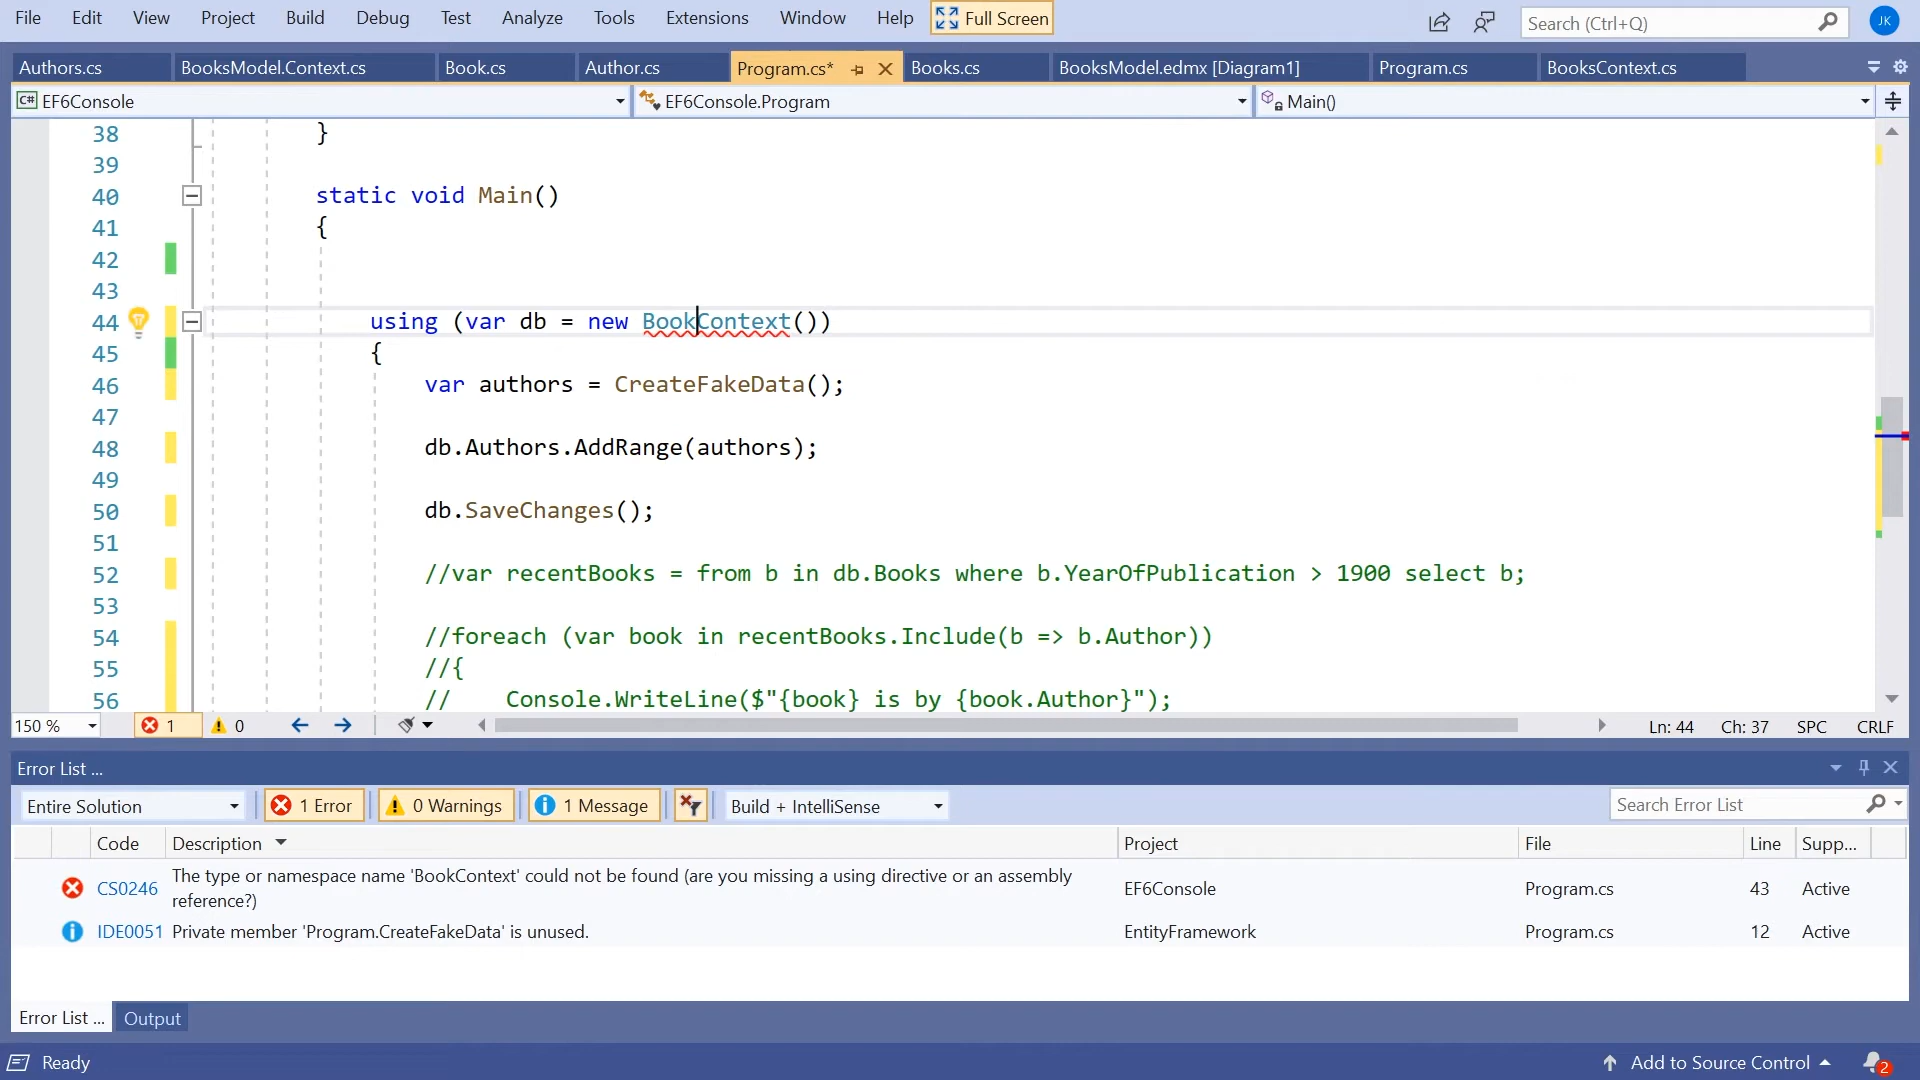 File Edit View Project Build Debug Test Analyze Tools Extensions Window Help Full Screen Search (Ctrl+Q) JK
Authors.cs BooksModel.Context.cs Book.cs Author.cs Program.cs* Books.cs BooksModel.edmx [Diagram1] Program.cs BooksContext.cs
C# EF6Console EF6Console.Program Main()
38 }
39
40 static void Main()
41 {
42
43
44 using (var db = new BookContext())
45 {
46 var authors = CreateFakeData();
47
48 db.Authors.AddRange(authors);
49
50 db.SaveChanges();
51
52 //var recentBooks = from b in db.Books where b.YearOfPublication > 1900 select b;
53
54 //foreach (var book in recentBooks.Include(b => b.Author))
55 //{
56 // Console.WriteLine($"{book} is by {book.Author}");
150 % 1 0 Ln: 44 Ch: 37 SPC CRLF
Error List ...
Entire Solution 1 Error 0 Warnings 1 Message Build + IntelliSense Search Error List
Code Description Project File Line Supp...
CS0246 The type or namespace name 'BookContext' could not be found (are you missing a using directive or an assembly reference?) EF6Console Program.cs 43 Active
IDE0051 Private member 'Program.CreateFakeData' is unused. EntityFramework Program.cs 12 Active
Error List ... Output
Ready Add to Source Control 2